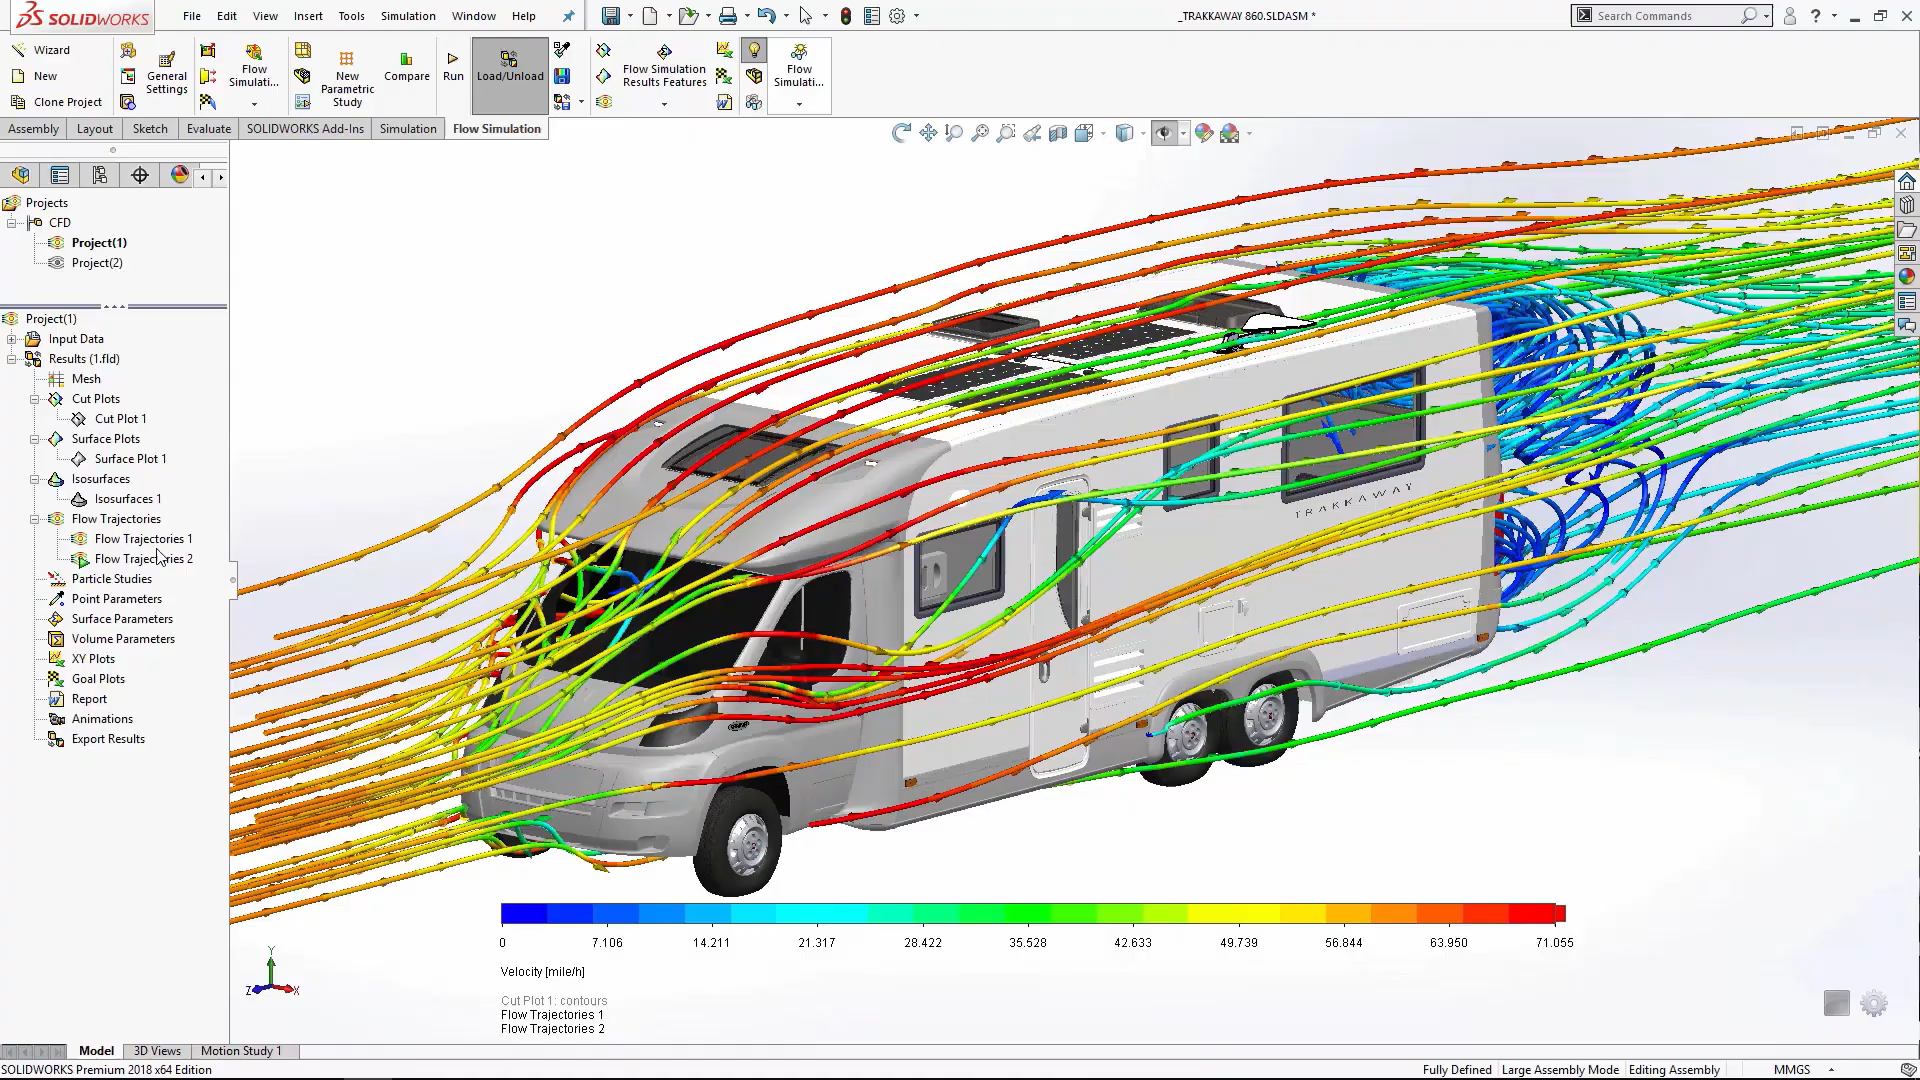 SOLIDWORKS
File Edit View Insert Tools Simulation Window Help
_TRAKKAWAY 860.SLDASM *
Search Commands
Wizard
New
Clone Project
General Settings
Flow Simulati...
New Parametric Study
Compare
Run
Load/Unload
Flow Simulation Results Features
Flow Simulati...
Assembly Layout Sketch Evaluate SOLIDWORKS Add-Ins Simulation Flow Simulation
Projects
CFD
Project(1)
Project(2)
Project(1)
Input Data
Results (1.fld)
Mesh
Cut Plots
Cut Plot 1
Surface Plots
Surface Plot 1
Isosurfaces
Isosurfaces 1
Flow Trajectories
Flow Trajectories 1
Flow Trajectories 2
Particle Studies
Point Parameters
Surface Parameters
Volume Parameters
XY Plots
Goal Plots
Report
Animations
Export Results
TRAKKAWAY
0 7.106 14.211 21.317 28.422 35.528 42.633 49.739 56.844 63.950 71.055
Velocity [mile/h]
Cut Plot 1: contours
Flow Trajectories 1
Flow Trajectories 2
Y
Z X
Model 3D Views Motion Study 1
SOLIDWORKS Premium 2018 x64 Edition
Fully Defined Large Assembly Mode Editing Assembly MMGS